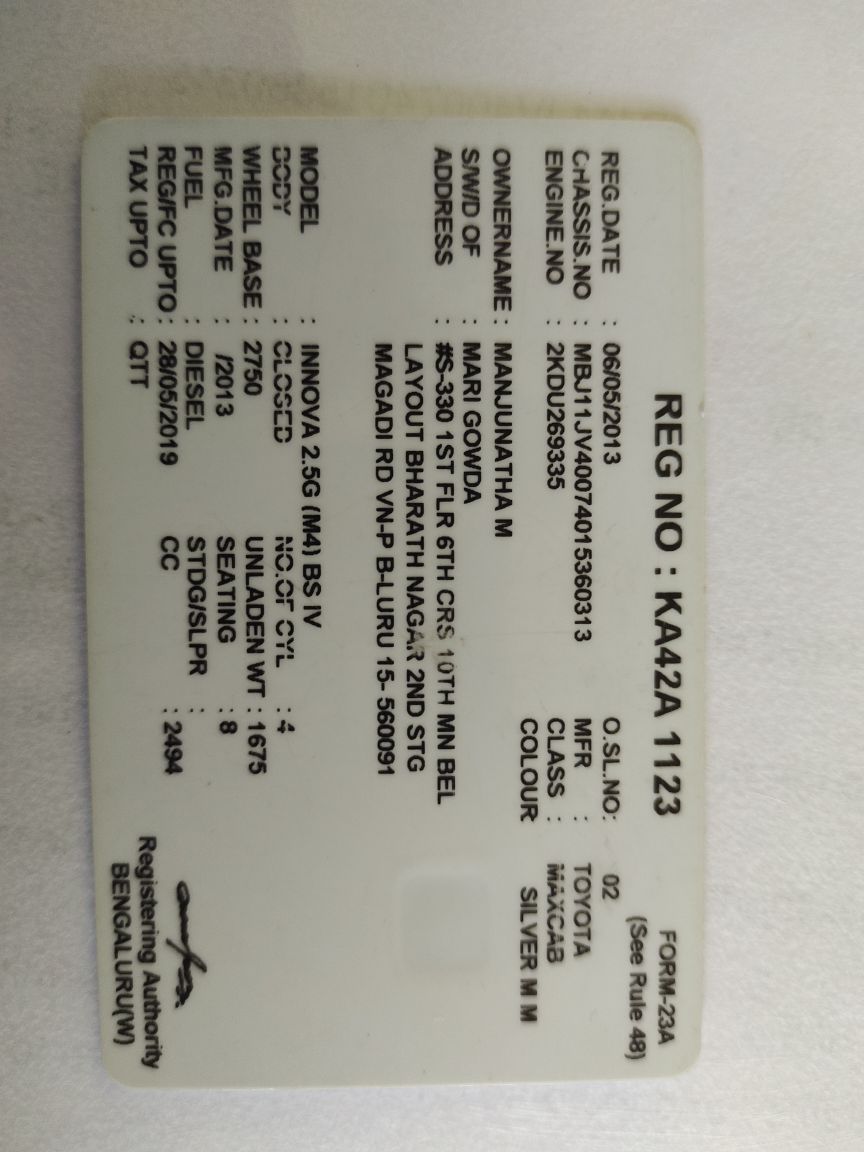 FORM-23A
REG NO : KA42A 1123 (See Rule 48)
REG.DATE : 06/05/2013 O.SL.NO: 02
CHASSIS.NO : MBJ11JV4007401536​0313 MFR : TOYOTA
ENGINE.NO : 2KDU269335 CLASS : MAXCAB
COLOUR SILVER M M
OWNERNAME : MANJUNATHA M
S/W/D OF : MARI GOWDA
ADDRESS : #S-330 1ST FLR 6TH CRS 10TH MN BEL
LAYOUT BHARATH NAGAR 2ND STG
MAGADI RD VN-P B-LURU 15- 560091
MODEL : INNOVA 2.5G (M4) BS IV
BODY : CLOSED NO.OF CYL : 4
WHEEL BASE : 2750 UNLADEN WT : 1675
MFG.DATE : /2013 SEATING : 8
FUEL : DIESEL STDG/SLPR :
REG/FC UPTO : 28/05/2019 CC : 2494
TAX UPTO : QTT
Registering Authority
BENGALURU(W)